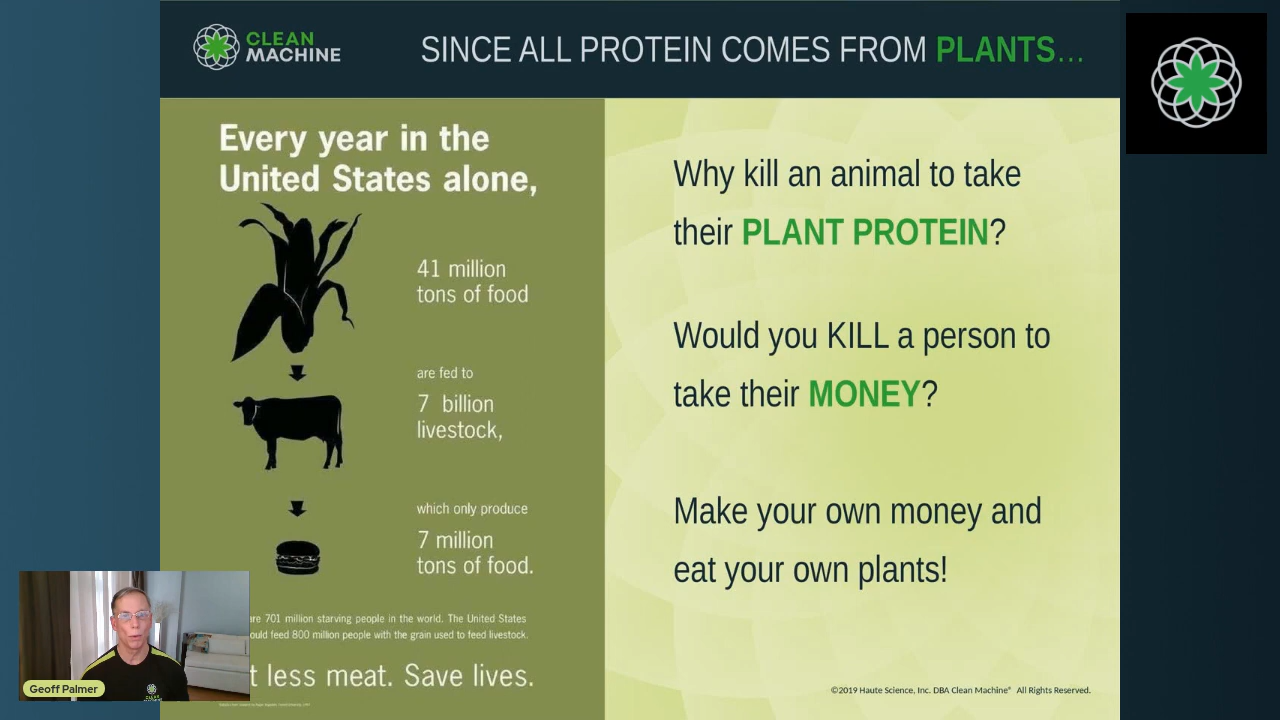 CLEAN
MACHINE
SINCE ALL PROTEIN COMES FROM PLANTS...
Every year in the
United States alone,
41 million
tons of food
are fed to
7 billion
livestock,
which only produce
7 million
tons of food.
are 701 million starving people in the world. The United States
ould feed 800 million people with the grain used to feed livestock.
t less meat. Save lives.
Why kill an animal to take
their PLANT PROTEIN?
Would you KILL a person to
take their MONEY?
Make your own money and
eat your own plants!
©2019 Haute Science, Inc. DBA Clean Machine® All Rights Reserved.
CLEAN
MACHINE
Geoff Palmer